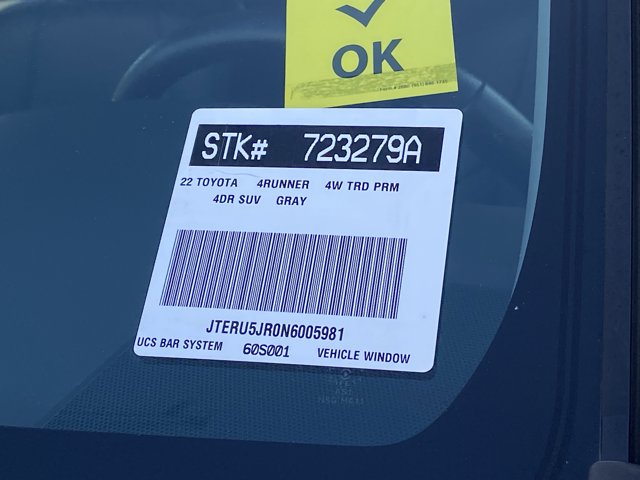 OK
STK# 723279A
22 TOYOTA 4RUNNER 4W TRD PRM
4DR SUV GRAY
JTERU5JR0N6005981
UCS BAR SYSTEM 60S001 VEHICLE WINDOW